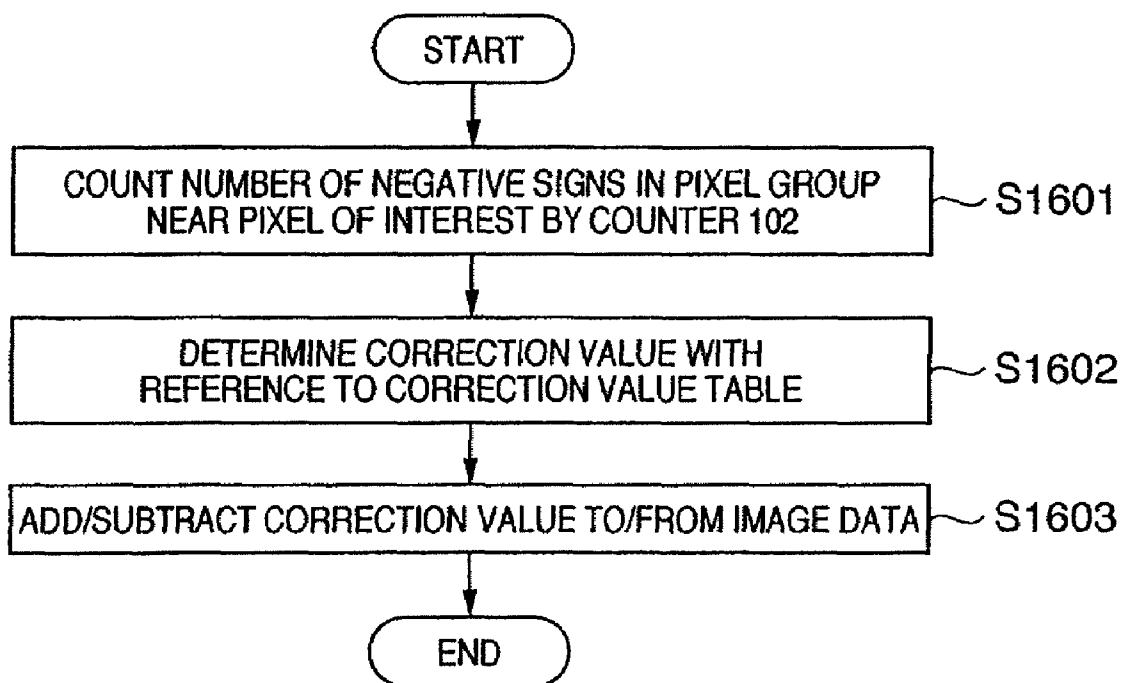 START
COUNT NUMBER OF NEGATIVE SIGNS IN PIXEL GROUP
NEAR PIXEL OF INTEREST BY COUNTER 102
S1601
DETERMINE CORRECTION VALUE WITH
REFERENCE TO CORRECTION VALUE TABLE
S1602
ADD/SUBTRACT CORRECTION VALUE TO/FROM IMAGE DATA
S1603
END